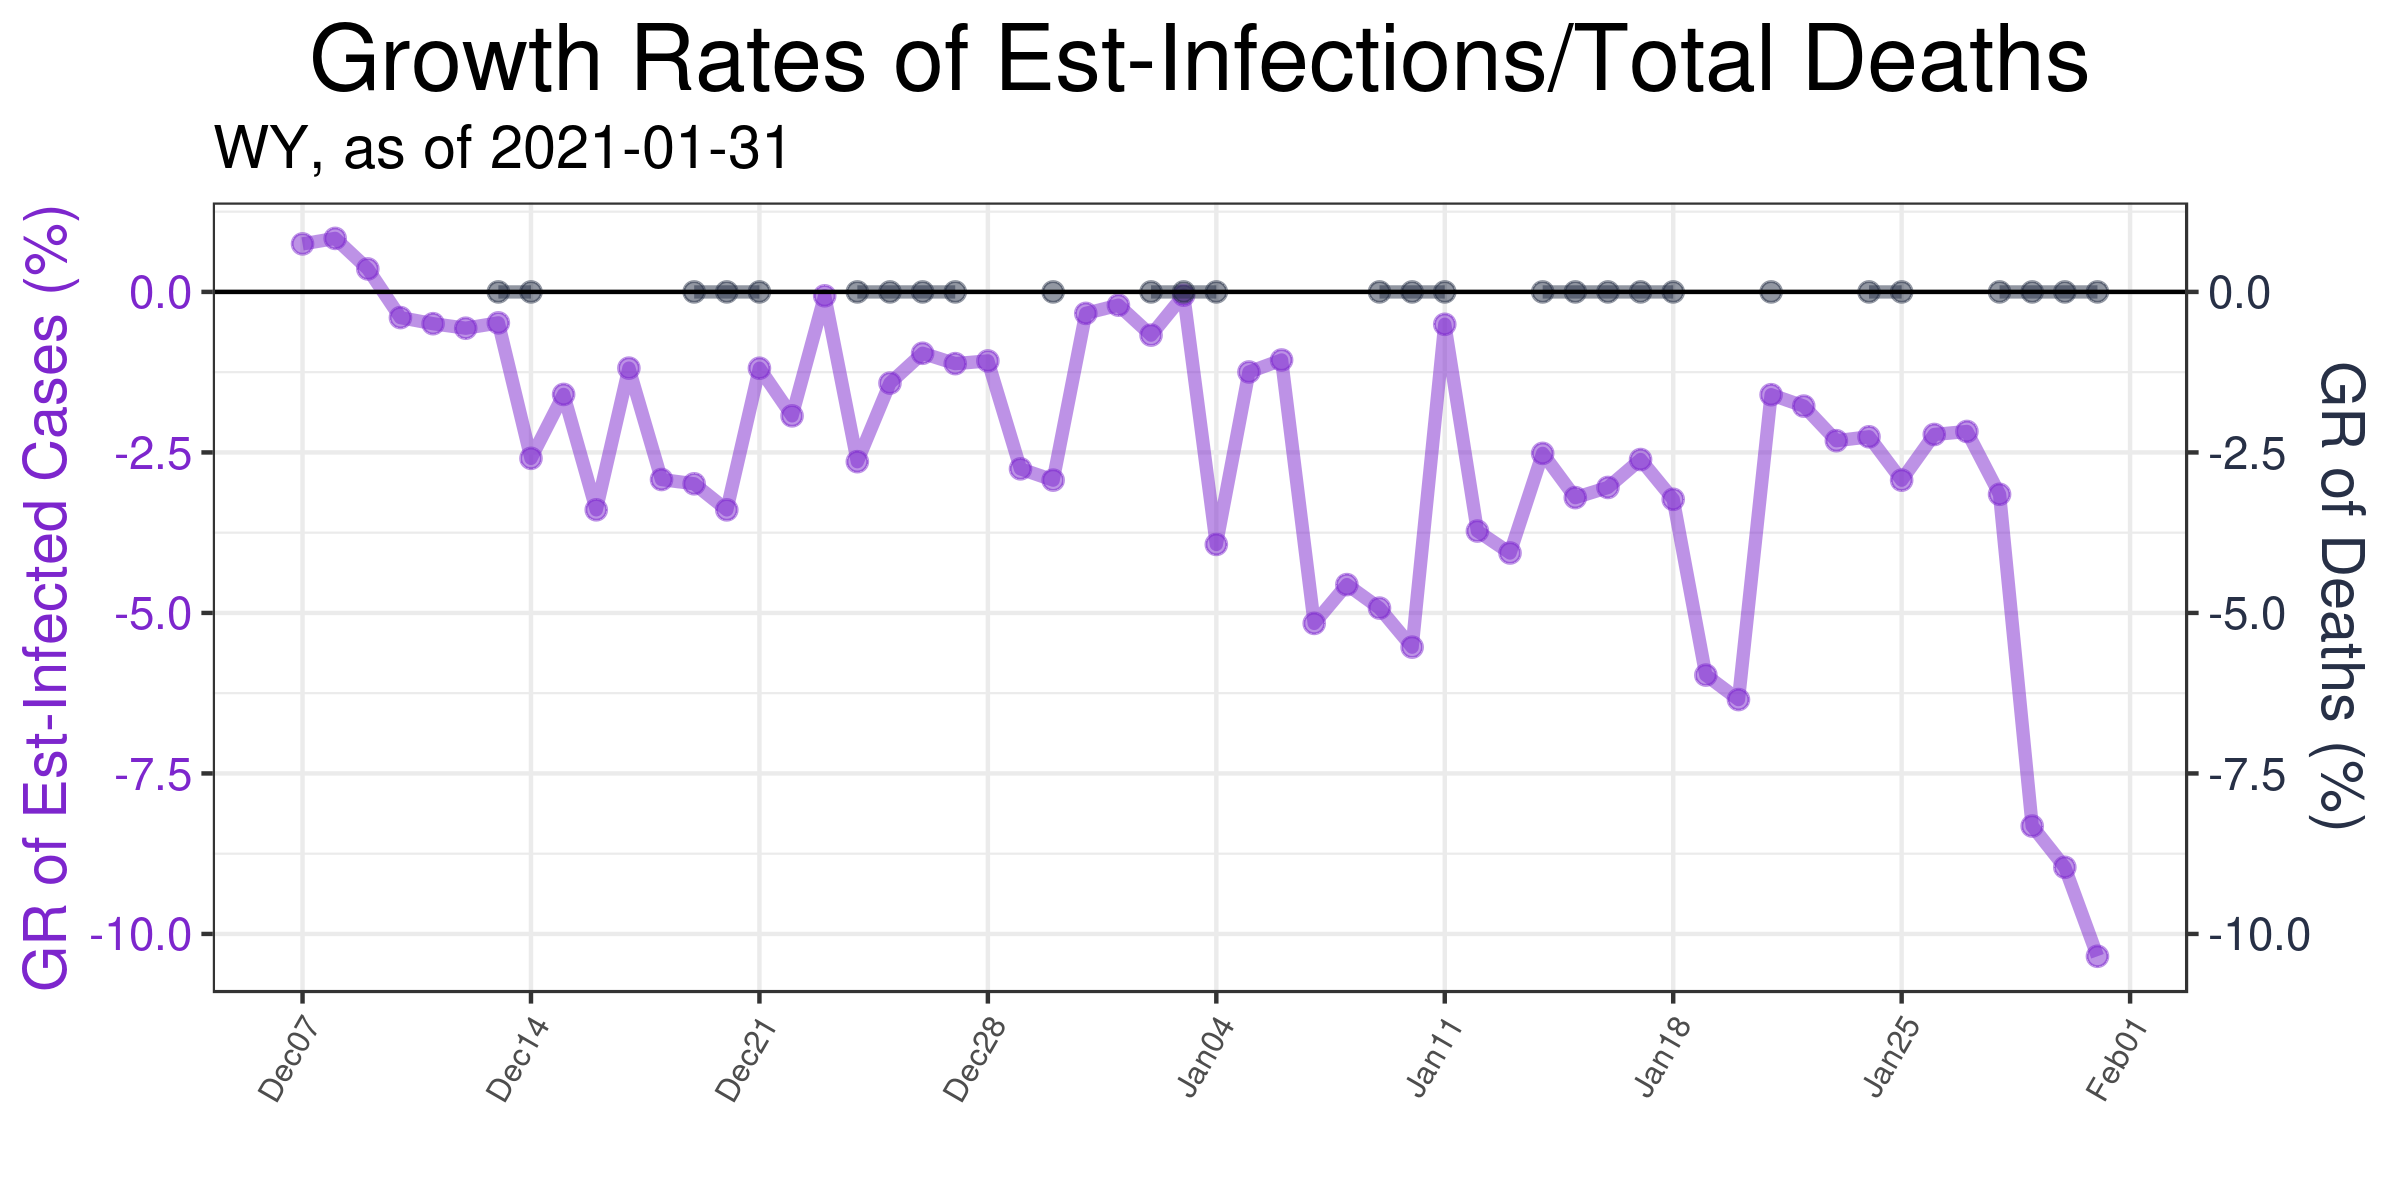 Growth Rates of Est-Infections/Total Deaths
WY, as of 2021-01-31
GR of Est-Infected Cases (%)
0.0
-2.5
-5.0
-7.5
-10.0
0.0
-2.5
-5.0
-7.5
-10.0
GR of Deaths (%)
Dec07
Dec14
Dec21
Dec28
Jan04
Jan11
Jan18
Jan25
Feb01